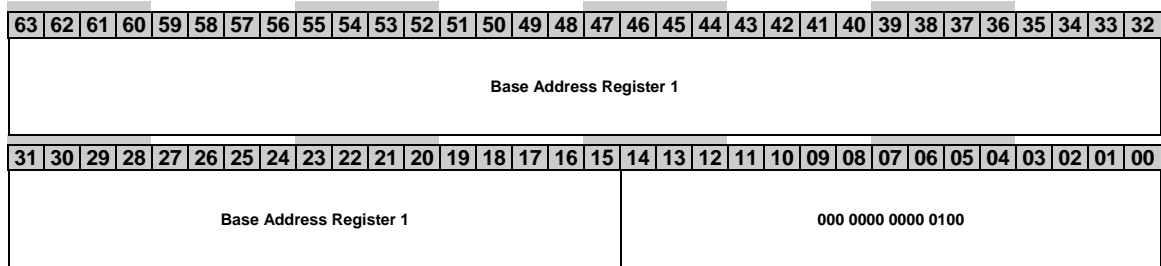 63 62 61 60 59 58 57 56 55 54 53 52 51 50 49 48 47 46 45 44 43 42 41 40 39 38 37 36 35 34 33 32
Base Address Register 1
31 30 29 28 27 26 25 24 23 22 21 20 19 18 17 16 15 14 13 12 11 10 09 08 07 06 05 04 03 02 01 00
Base Address Register 1 000 0000 0000 0100